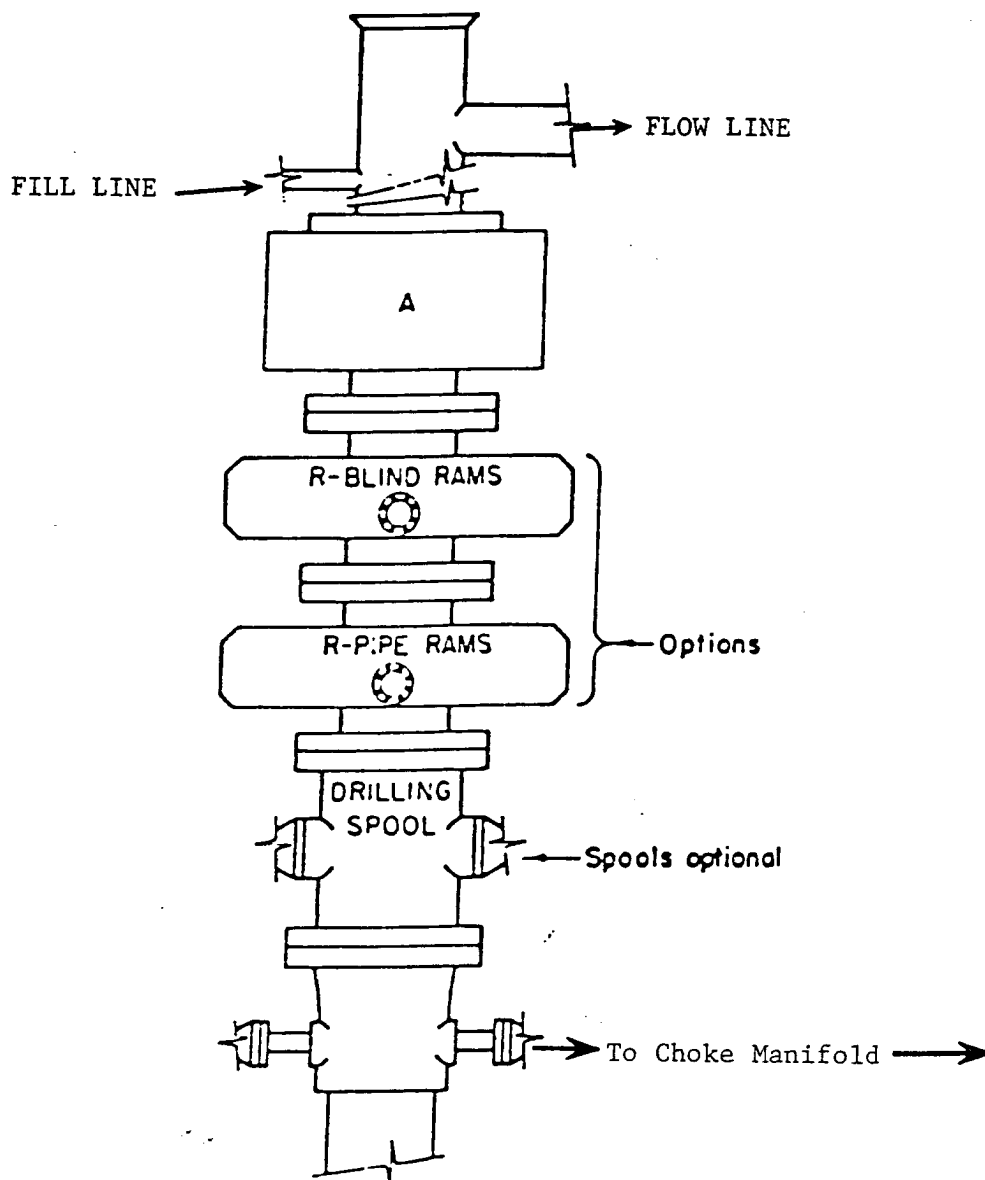 FLOW LINE
FILL LINE
A
R-BLIND RAMS
R-PIPE RAMS
Options
DRILLING
SPOOL
Spools optional
To Choke Manifold